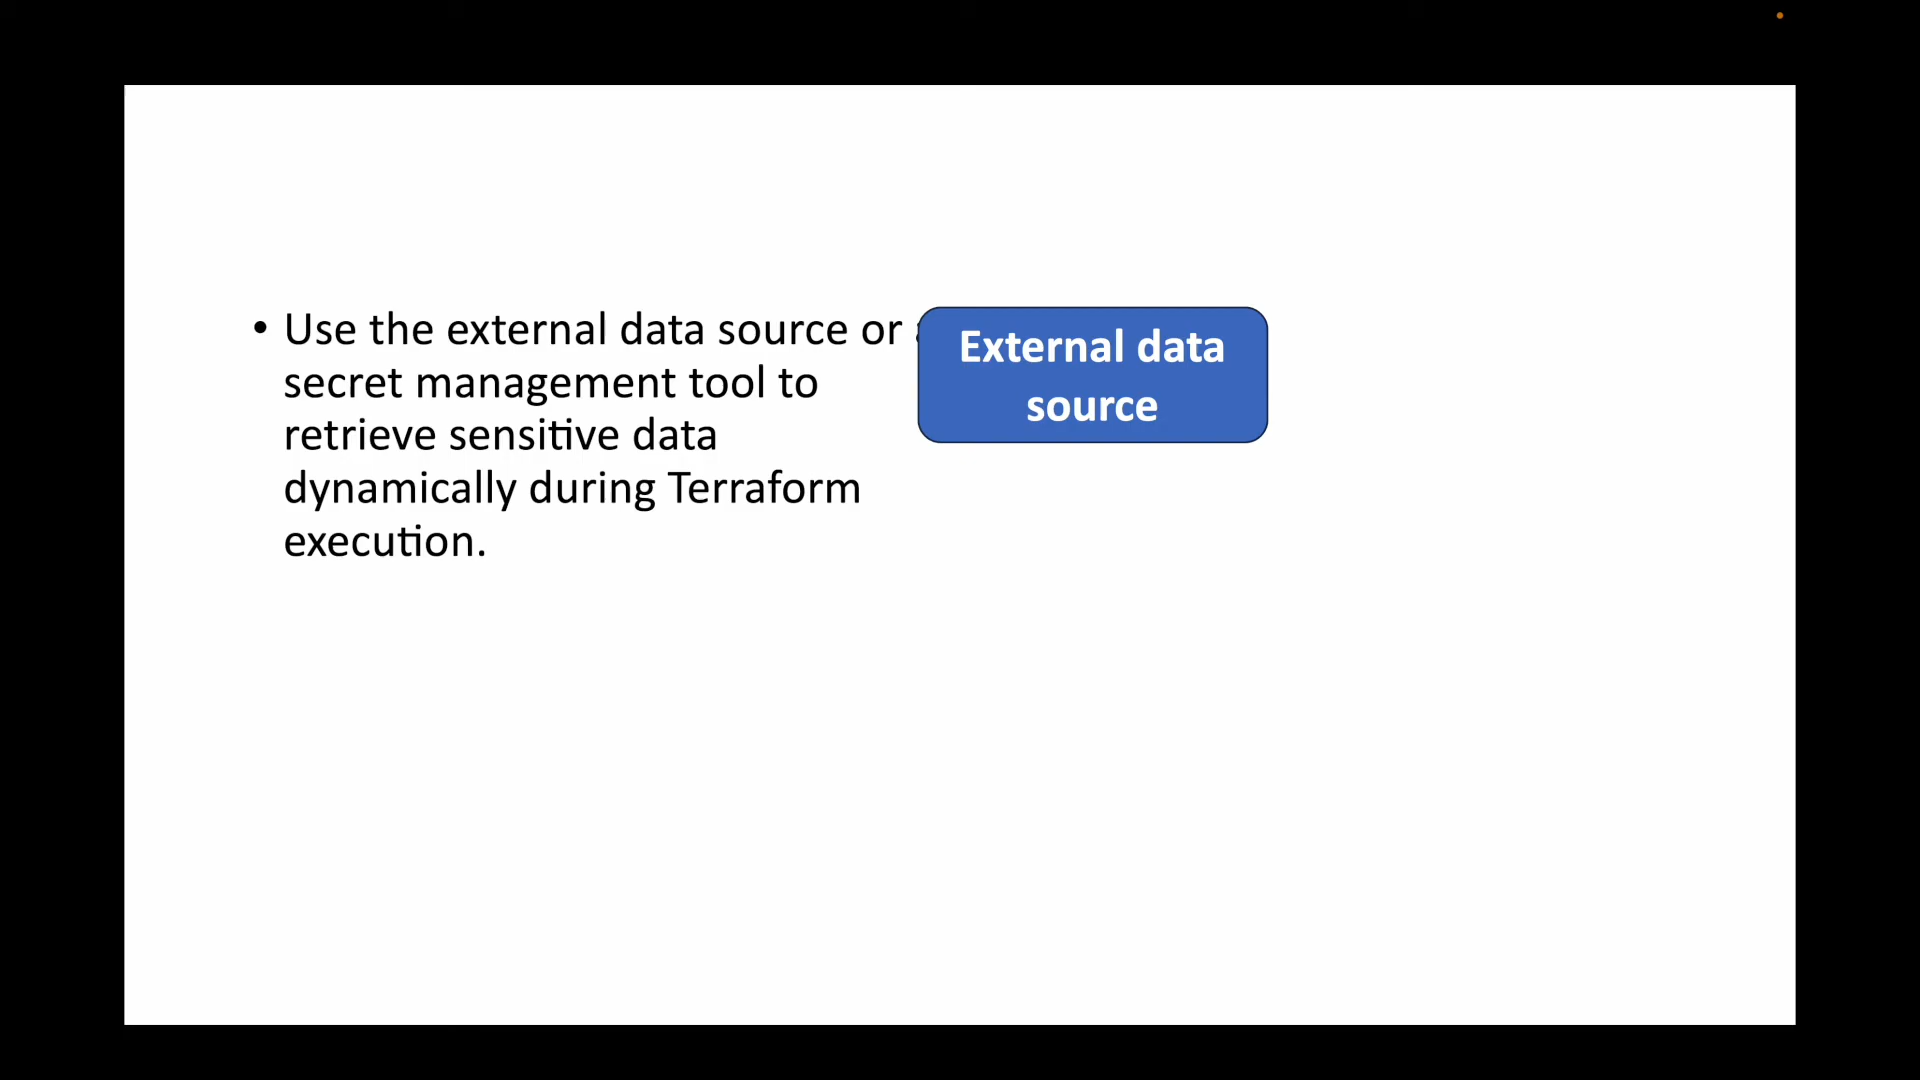 • Use the external data source or
secret management tool to
retrieve sensitive data
dynamically during Terraform
execution.
External data
source